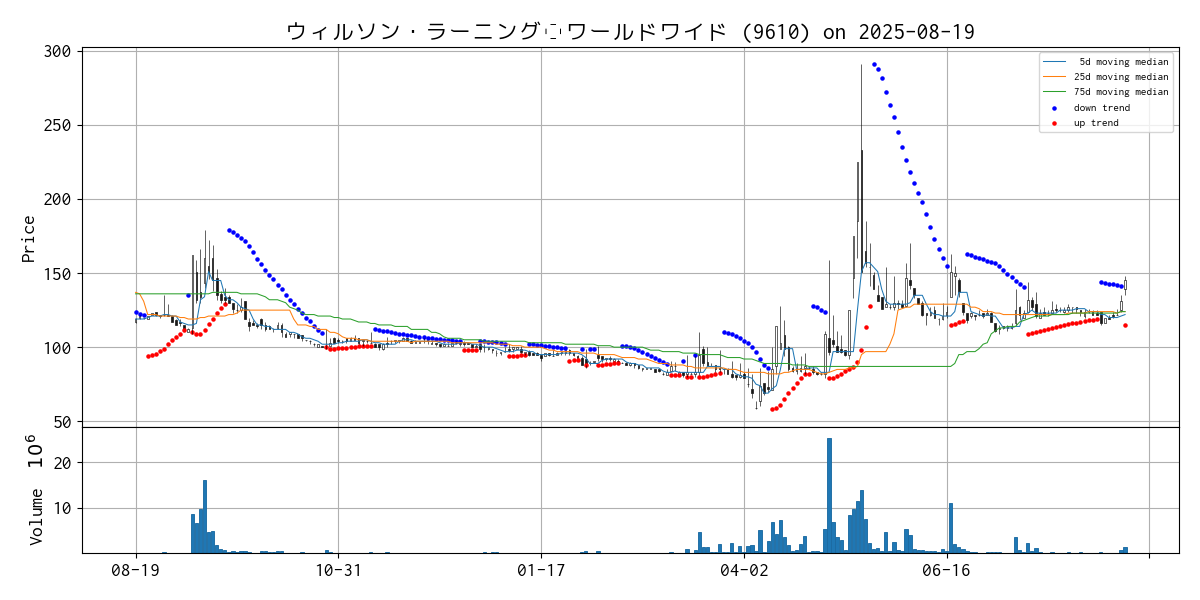 ウィルソン・ラーニング ワールドワイド (9610) on 2025-08-19
300
250
200
150
100
50
Price
5d moving median
25d moving median
75d moving median
down trend
up trend
20
10
Volume 10^6
08-19
10-31
01-17
04-02
06-16